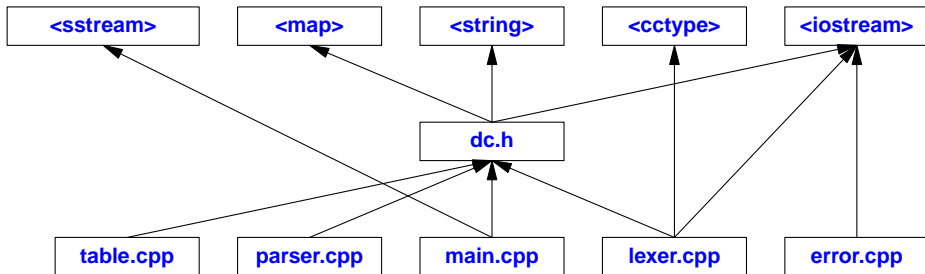 <sstream>
<map>
<string>
<cctype>
<iostream>
dc.h
table.cpp
parser.cpp
main.cpp
lexer.cpp
error.cpp